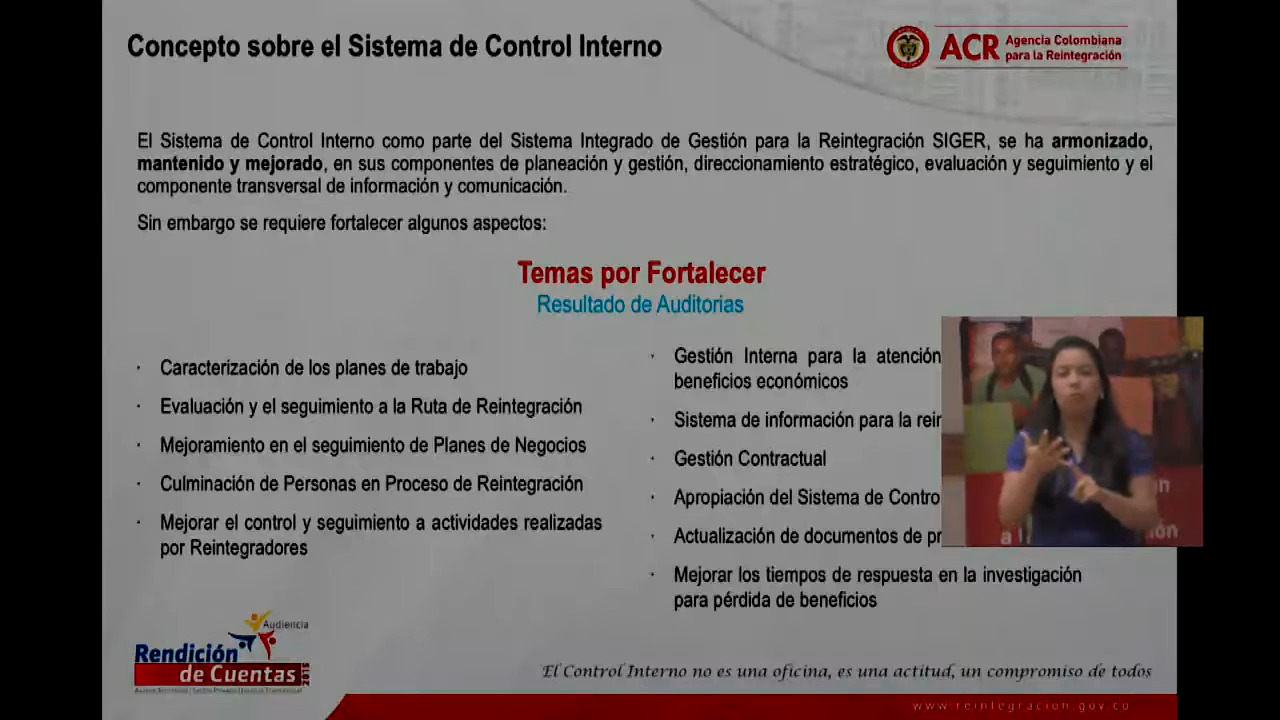 Concepto sobre el Sistema de Control Interno
ACR
Agencia Colombiana
para la Reintegración
El Sistema de Control Interno como parte del Sistema Integrado de Gestión para la Reintegración SIGER, se ha armonizado,
mantenido y mejorado, en sus componentes de planeación y gestión, direccionamiento estratégico, evaluación y seguimiento y el
componente transversal de información y comunicación.
Sin embargo se requiere fortalecer algunos aspectos:
Temas por Fortalecer
Resultado de Auditorias
· Caracterización de los planes de trabajo
· Evaluación y el seguimiento a la Ruta de Reintegración
· Mejoramiento en el seguimiento de Planes de Negocios
· Culminación de Personas en Proceso de Reintegración
· Mejorar el control y seguimiento a actividades realizadas
por Reintegradores
· Gestión Interna para la atención
beneficios económicos
· Sistema de información para la
· Gestión Contractual
· Apropiación del Sistema de
· Actualización de documentos de
· Mejorar los tiempos de respuesta en la investigación
para pérdida de beneficios
Audiencia
Rendición
de Cuentas
2015
El Control Interno no es una oficina, es una actitud, un compromiso de todos
www.reintegracion.gov.co